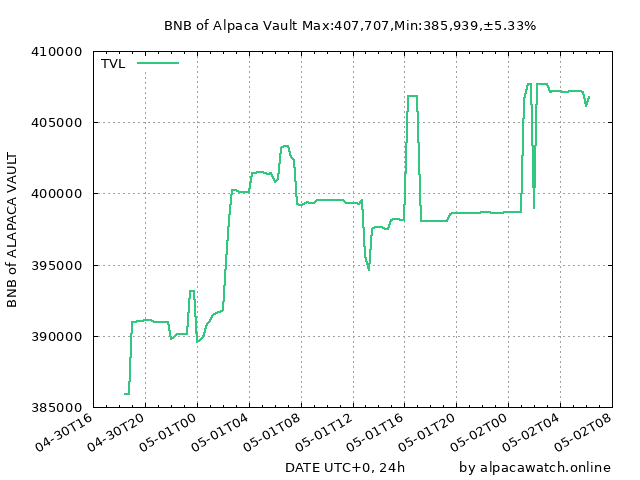 BNB of Alpaca Vault Max:407,707,Min:385,939,±5.33%
TVL
410000
405000
400000
395000
390000
385000
BNB of ALAPACA VAULT
04-30T16
04-30T20
05-01T00
05-01T04
05-01T08
05-01T12
05-01T16
05-01T20
05-02T00
05-02T04
05-02T08
DATE UTC+0, 24h
by alpacawatch.online